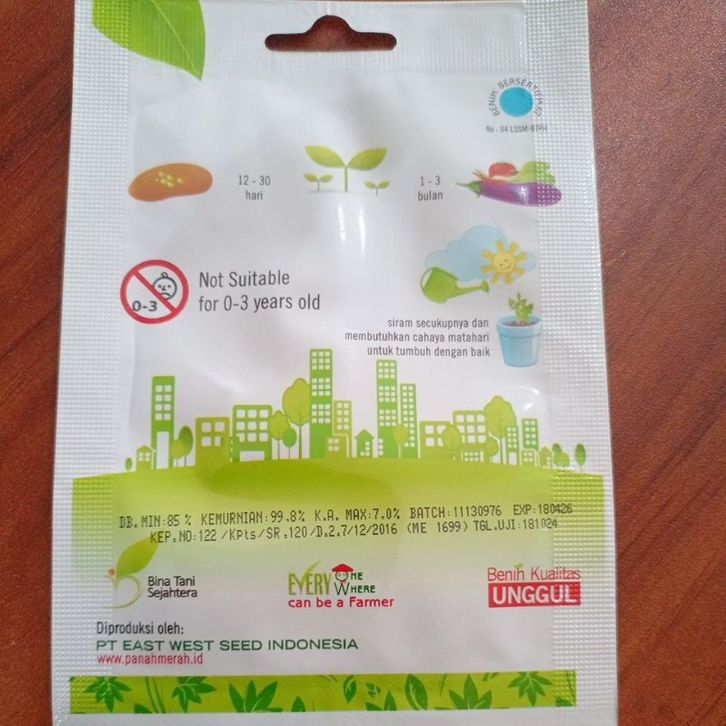 BENIH BERSERTIFIKAT
No : 04 LSSM-BTPH
12 - 30
hari
1 - 3
bulan
0-3
Not Suitable
for 0-3 years old
siram secukupnya dan
membutuhkan cahaya matahari
untuk tumbuh dengan baik
DB. MIN:85 % KEMURNIAN:99.8% K.A. MAX:7.0% BATCH:11130976 EXP:180426
KEP.NO:122 /KPts/SR.120/D.2.7/12/2016 (ME 1699) TGL.UJI:181024
Bina Tani
Sejahtera
EVERY ONE
WHERE
can be a Farmer
Benih Kualitas
UNGGUL
Diproduksi oleh:
PT EAST WEST SEED INDONESIA
www.panahmerah.id